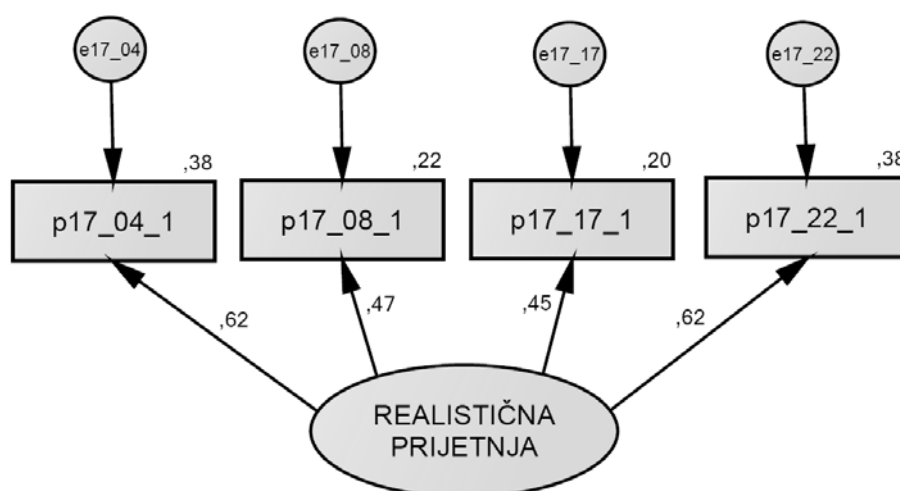 e17_04 e17_08 e17_17 e17_22
,38 ,22 ,20 ,38
p17_04_1 p17_08_1 p17_17_1 p17_22_1
,62 ,47 ,45 ,62
REALISTIČNA
PRIJETNJA